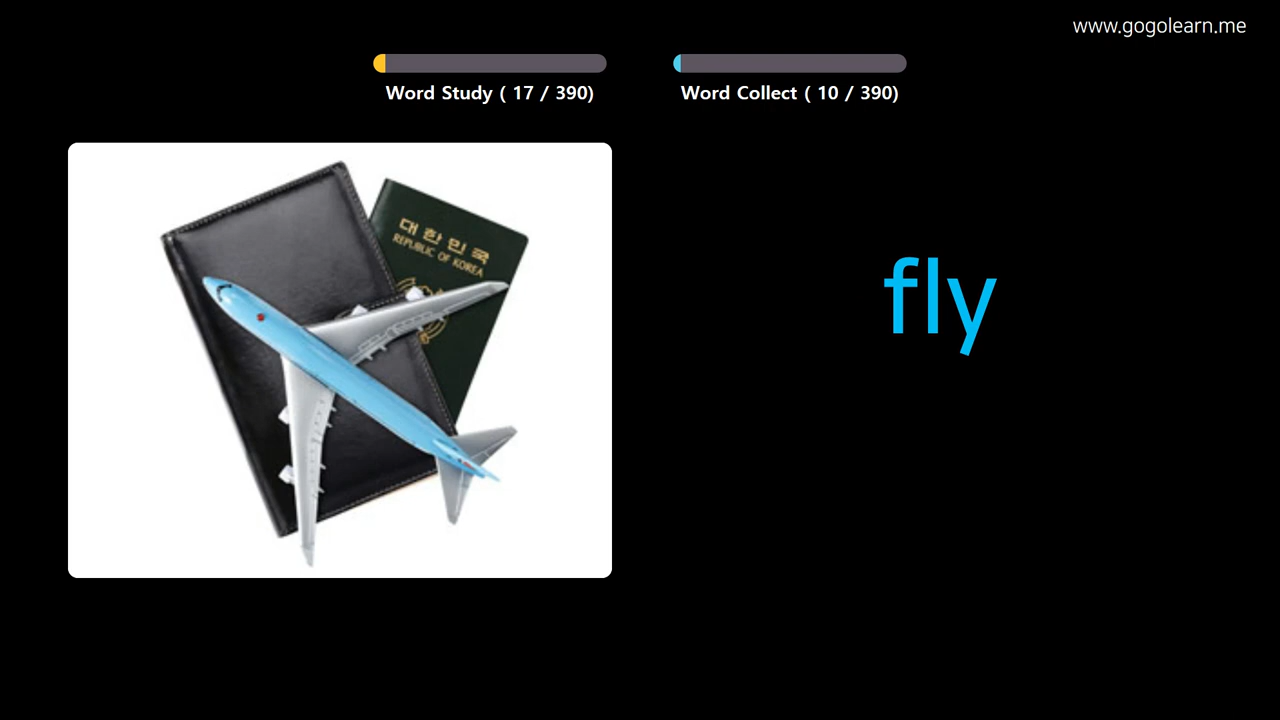 www.gogolearn.me
Word Study ( 17 / 390)
Word Collect ( 10 / 390)
대한민국
REPUBLIC OF KOREA
fly